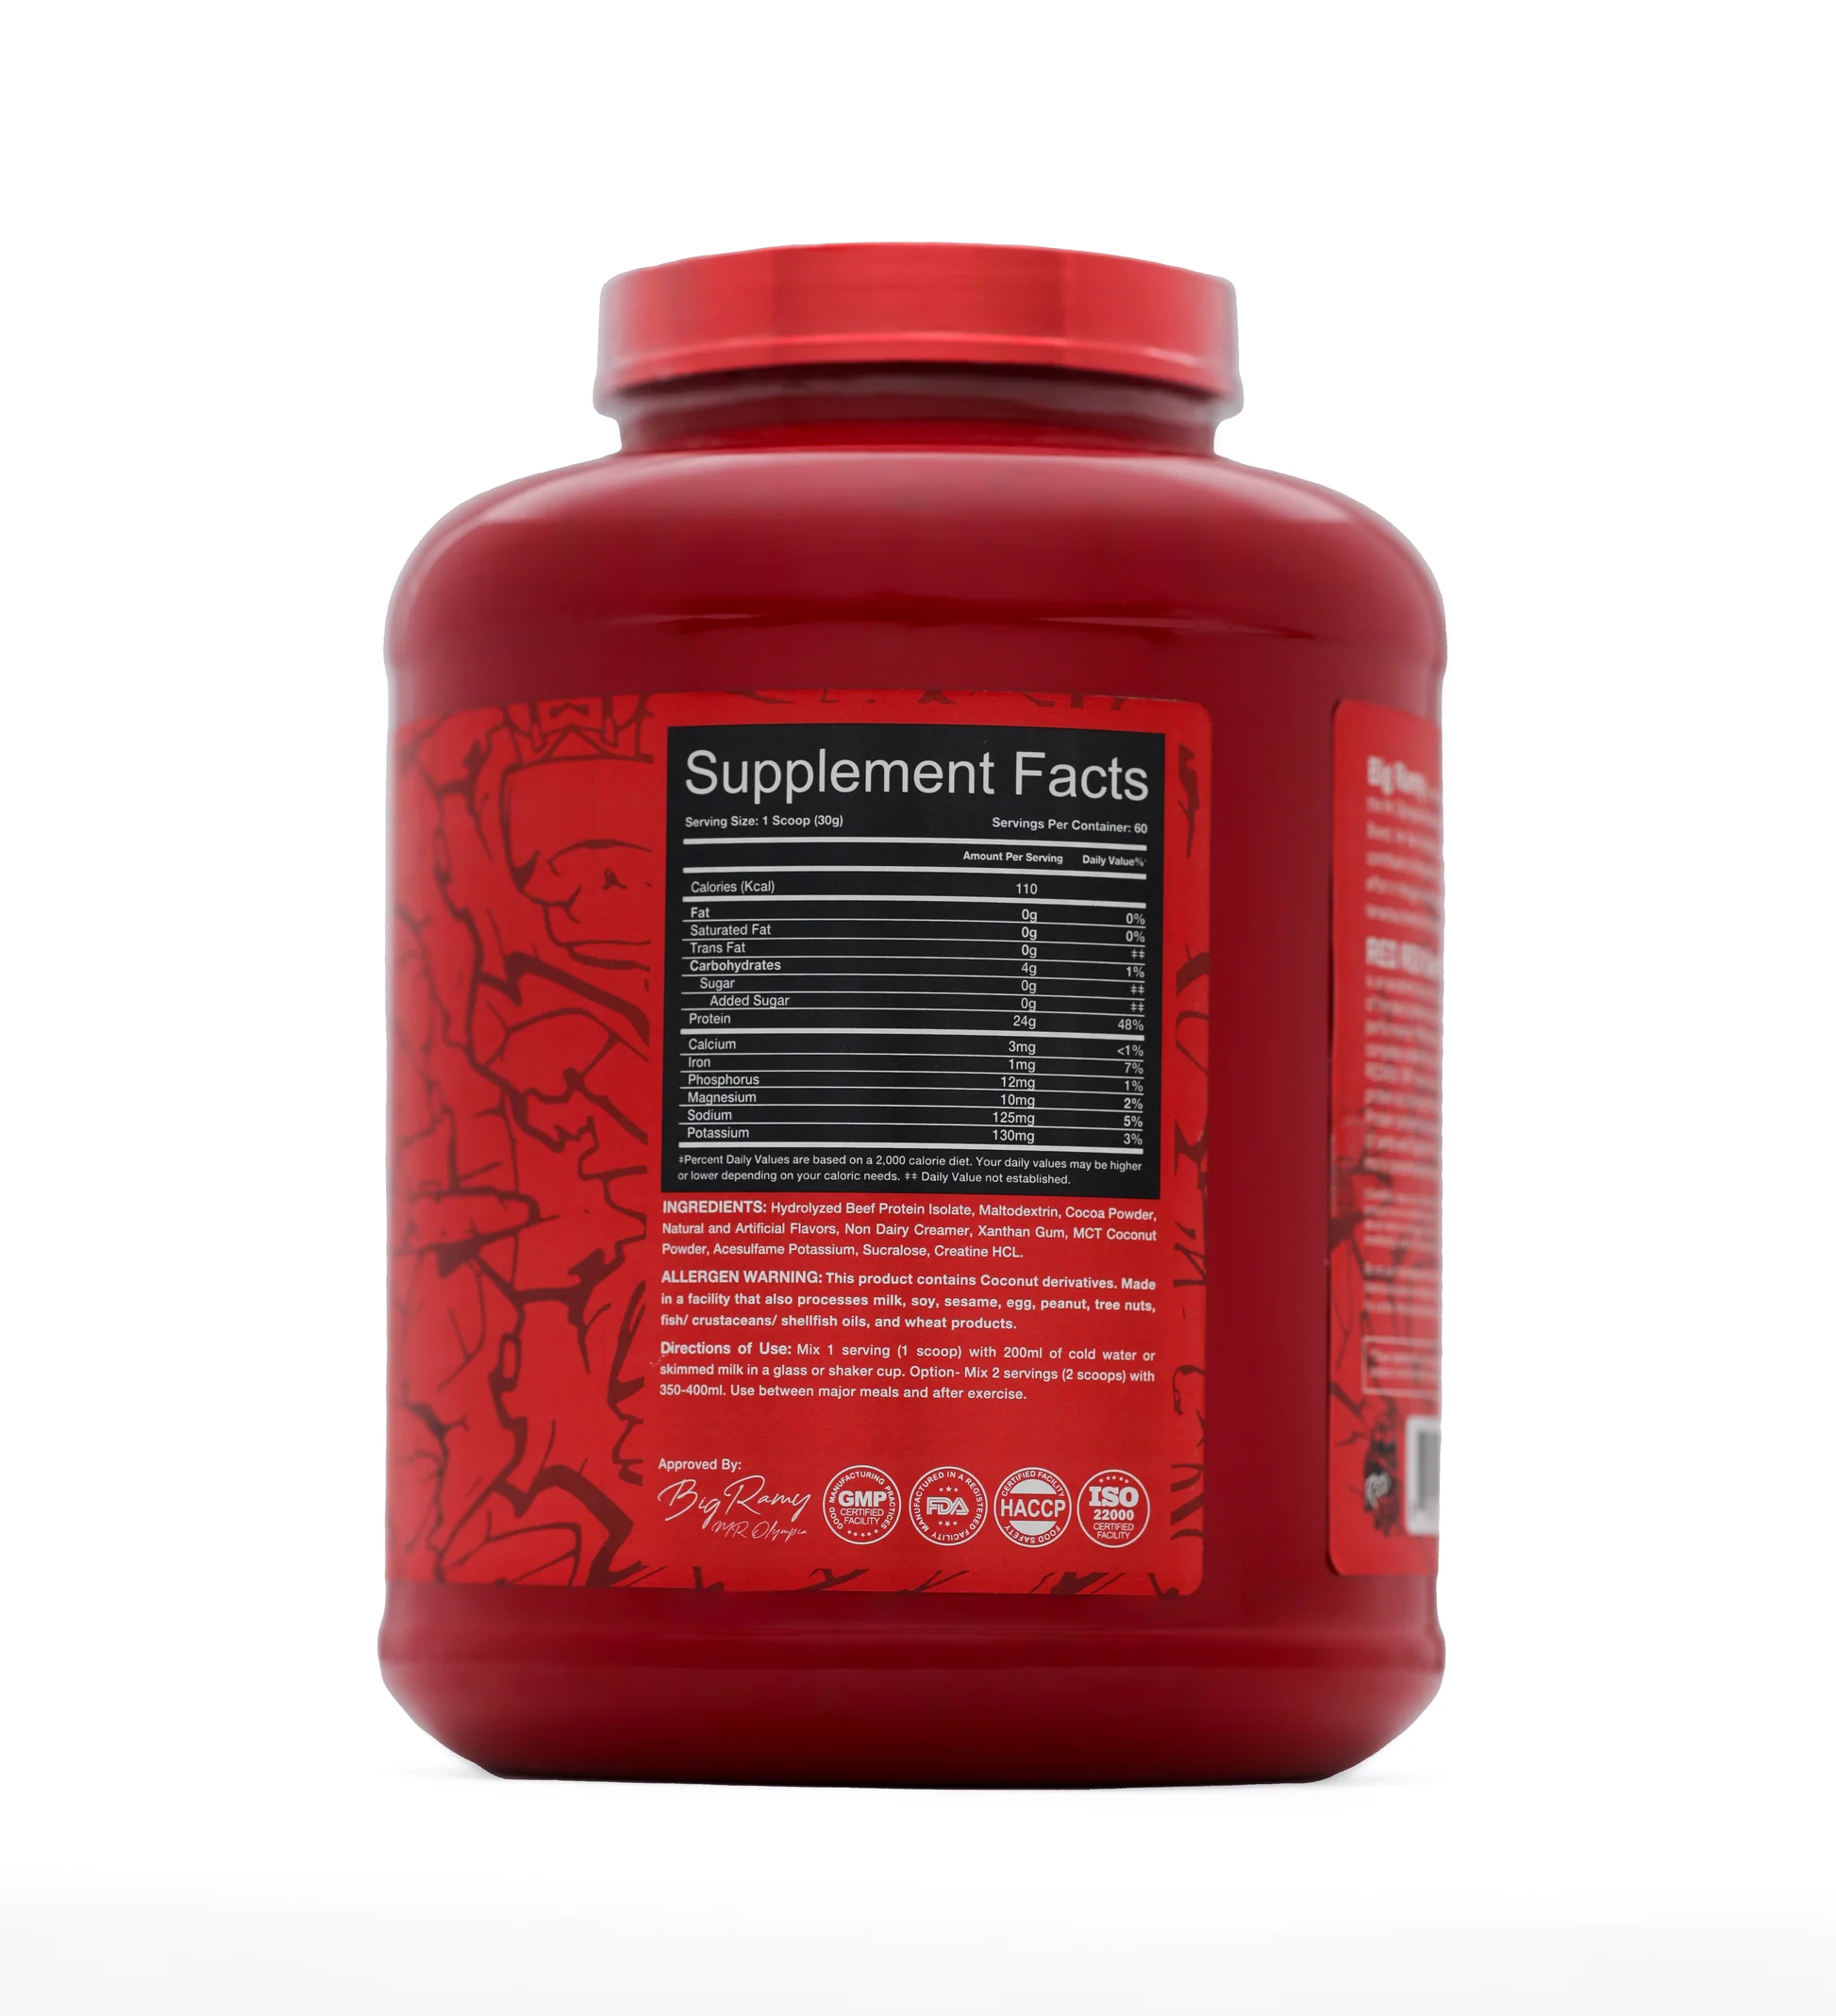 Supplement Facts
Serving Size: 1 Scoop (30g) Servings Per Container: 60
Amount Per Serving Daily Value%
Calories (Kcal) 110
Fat 0g 0%
Saturated Fat 0g 0%
Trans Fat 0g ‡‡
Carbohydrates 4g 1%
Sugar 0g ‡‡
Added Sugar 0g ‡‡
Protein 24g 48%
Calcium 3mg <1%
Iron 1mg 7%
Phosphorus 12mg 1%
Magnesium 10mg 2%
Sodium 125mg 5%
Potassium 130mg 3%
‡Percent Daily Values are based on a 2,000 calorie diet. Your daily values may be higher
or lower depending on your caloric needs. ‡‡ Daily Value not established.
INGREDIENTS: Hydrolyzed Beef Protein Isolate, Maltodextrin, Cocoa Powder,
Natural and Artificial Flavors, Non Dairy Creamer, Xanthan Gum, MCT Coconut
Powder, Acesulfame Potassium, Sucralose, Creatine HCL.
ALLERGEN WARNING: This product contains Coconut derivatives. Made
in a facility that also processes milk, soy, sesame, egg, peanut, tree nuts,
fish/ crustaceans/ shellfish oils, and wheat products.
Directions of Use: Mix 1 serving (1 scoop) with 200ml of cold water or
skimmed milk in a glass or shaker cup. Option- Mix 2 servings (2 scoops) with
350-400ml. Use between major meals and after exercise.
Approved By:
Big Ramy
MR. Olympia
GOOD MANUFACTURING PRACTICES
GMP
CERTIFIED
FACILITY
MANUFACTURED IN A REGISTERED FACILITY
FDA
CERTIFIED FACILITY
HACCP
FOOD SAFETY
ISO
22000
CERTIFIED
FACILITY
Big Ramy